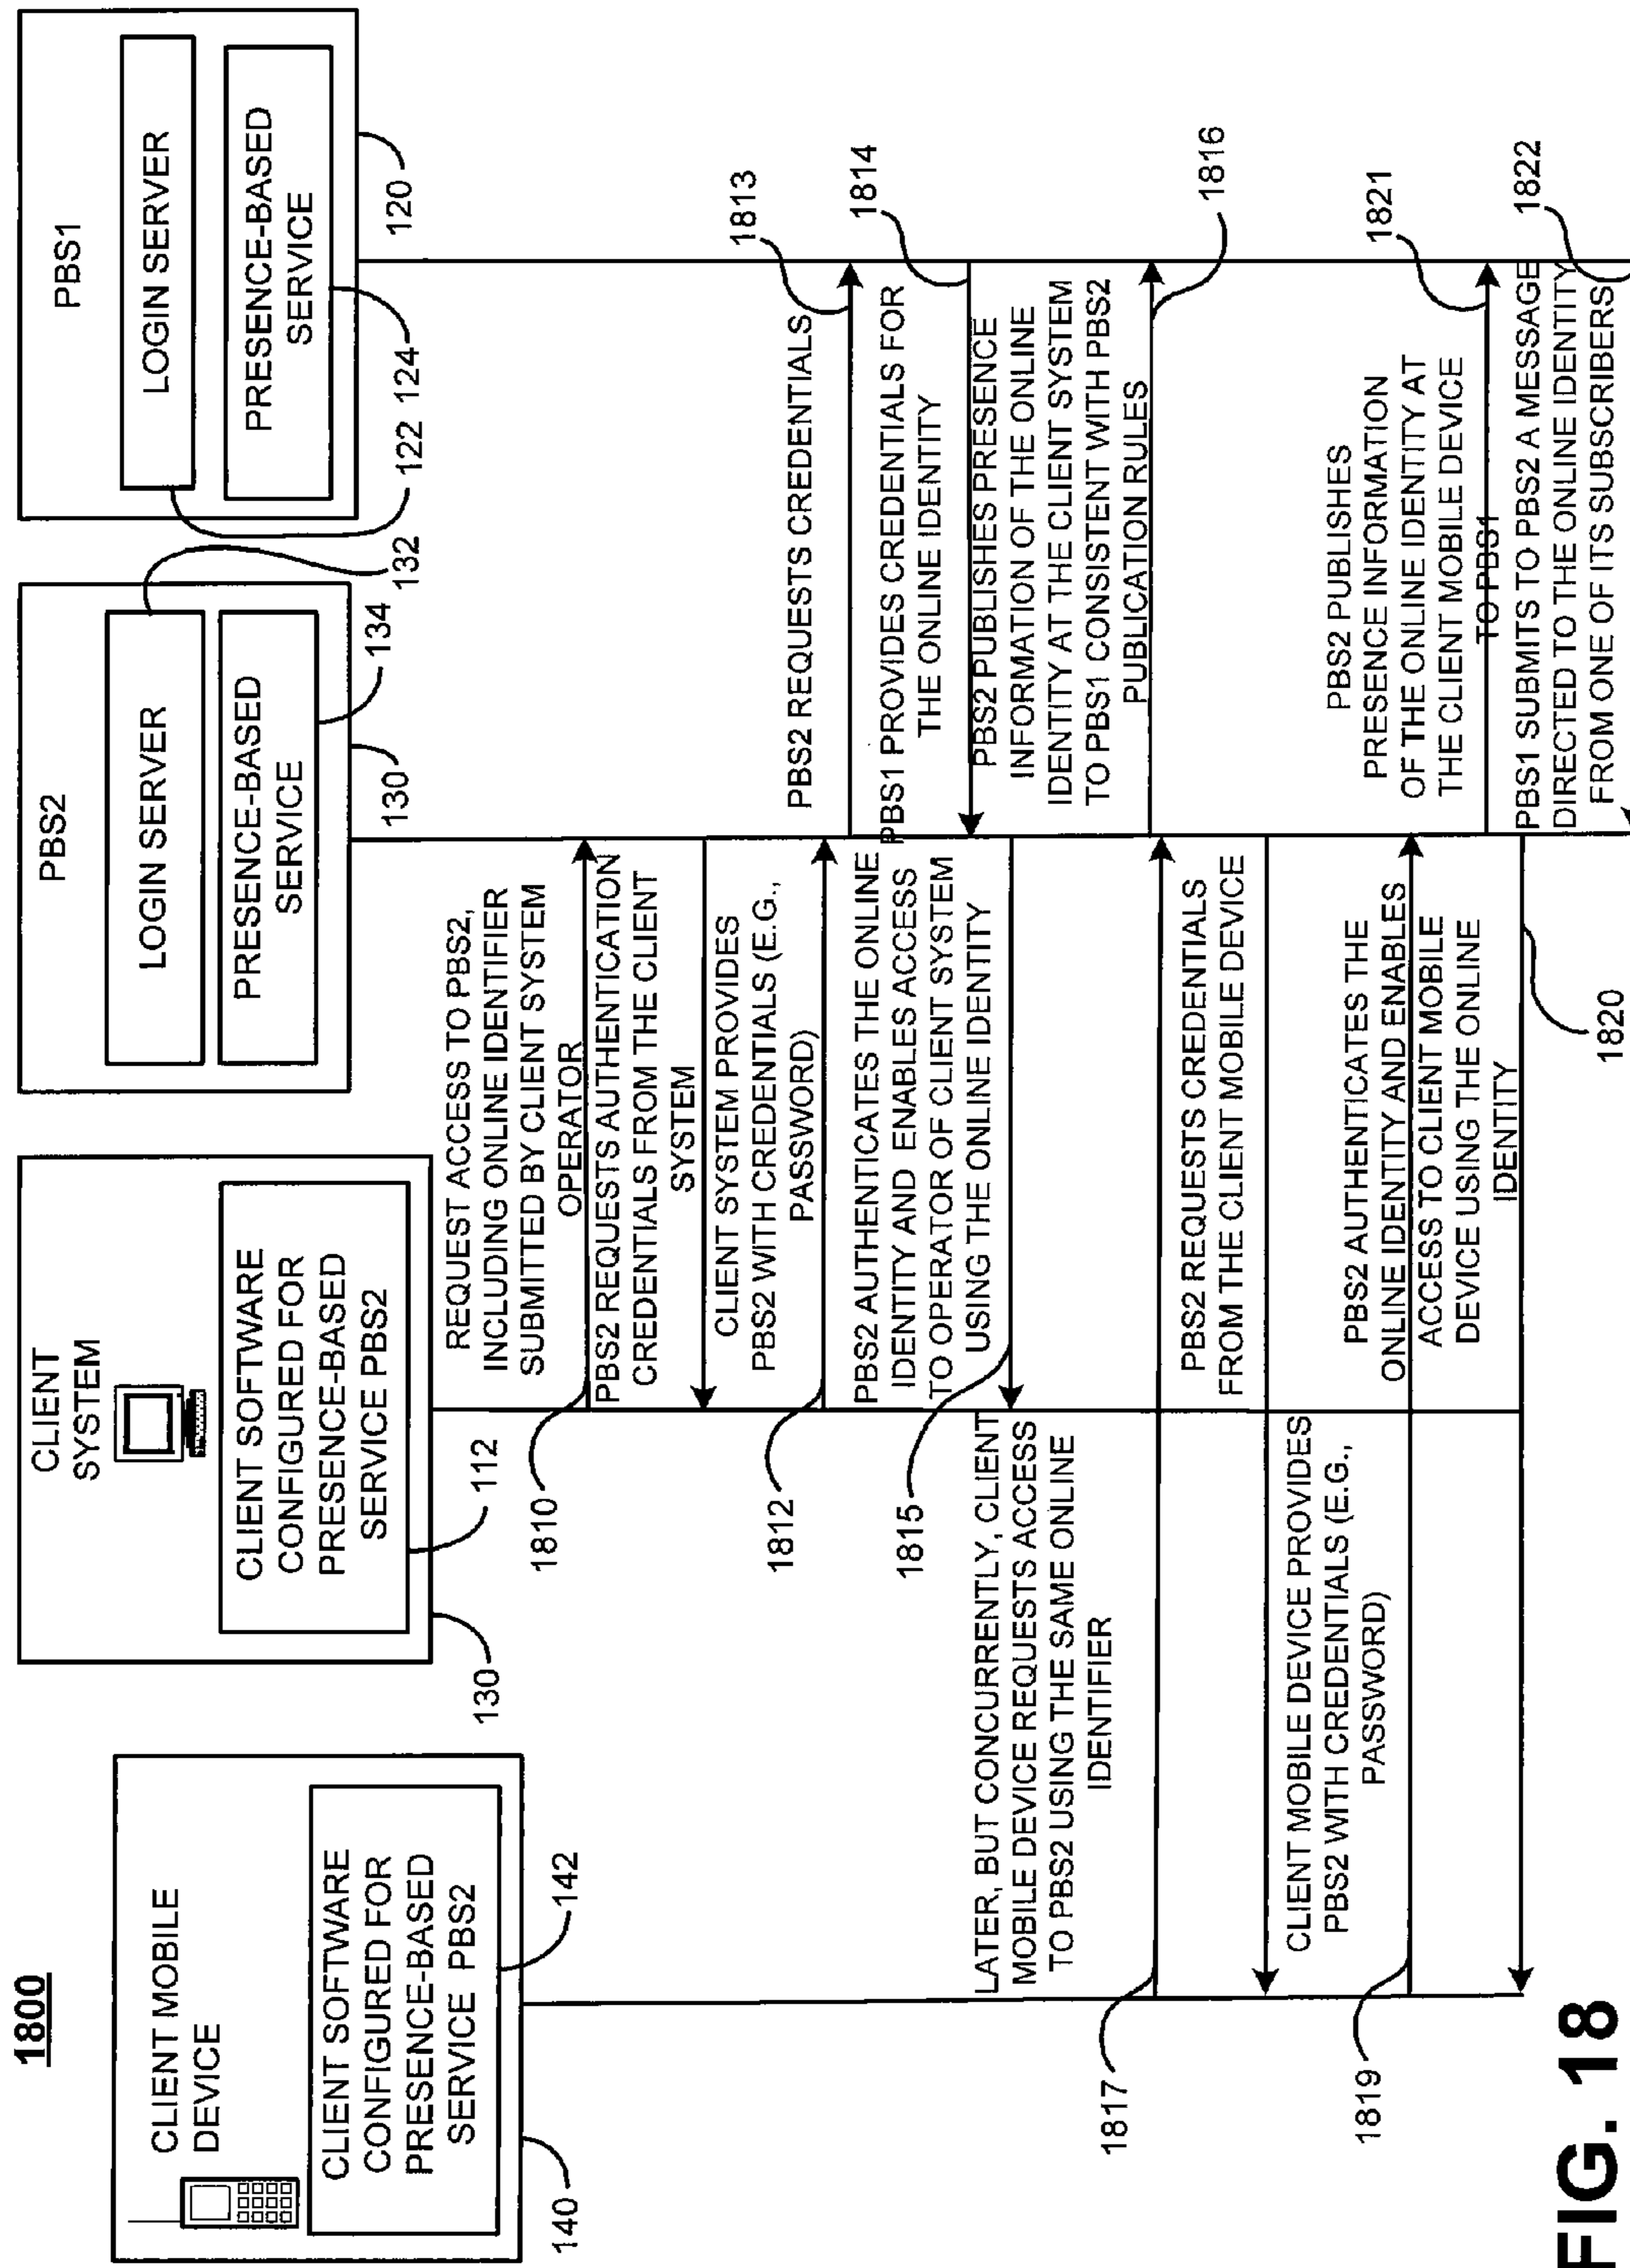 1800
CLIENT MOBILE
DEVICE
CLIENT SOFTWARE
CONFIGURED FOR
PRESENCE-BASED
SERVICE PBS2
142
140
CLIENT
SYSTEM
CLIENT SOFTWARE
CONFIGURED FOR
PRESENCE-BASED
SERVICE PBS2
112
130
PBS2
LOGIN SERVER
PRESENCE-BASED
SERVICE
132
134
130
PBS1
LOGIN SERVER
PRESENCE-BASED
SERVICE
122
124
120
REQUEST ACCESS TO PBS2,
INCLUDING ONLINE IDENTIFIER
SUBMITTED BY CLIENT SYSTEM
OPERATOR
1810
PBS2 REQUESTS AUTHENTICATION
CREDENTIALS FROM THE CLIENT
SYSTEM
CLIENT SYSTEM PROVIDES
PBS2 WITH CREDENTIALS (E.G.,
PASSWORD)
1812
PBS2 REQUESTS CREDENTIALS
1813
PBS1 PROVIDES CREDENTIALS FOR
THE ONLINE IDENTITY
1814
PBS2 AUTHENTICATES THE ONLINE
IDENTITY AND ENABLES ACCESS
TO OPERATOR OF CLIENT SYSTEM
USING THE ONLINE IDENTITY
1815
PBS2 PUBLISHES PRESENCE
INFORMATION OF THE ONLINE
IDENTITY AT THE CLIENT SYSTEM
TO PBS1 CONSISTENT WITH PBS2
PUBLICATION RULES
1816
LATER, BUT CONCURRENTLY, CLIENT
MOBILE DEVICE REQUESTS ACCESS
TO PBS2 USING THE SAME ONLINE
IDENTIFIER
1817
PBS2 REQUESTS CREDENTIALS
FROM THE CLIENT MOBILE DEVICE
CLIENT MOBILE DEVICE PROVIDES
PBS2 WITH CREDENTIALS (E.G.,
PASSWORD)
1819
PBS2 AUTHENTICATES THE
ONLINE IDENTITY AND ENABLES
ACCESS TO CLIENT MOBILE
DEVICE USING THE ONLINE
IDENTITY
1820
PBS2 PUBLISHES
PRESENCE INFORMATION
OF THE ONLINE IDENTITY AT
THE CLIENT MOBILE DEVICE
TO PBS1
1821
PBS1 SUBMITS TO PBS2 A MESSAGE
DIRECTED TO THE ONLINE IDENTITY
FROM ONE OF ITS SUBSCRIBERS
1822
FIG. 18